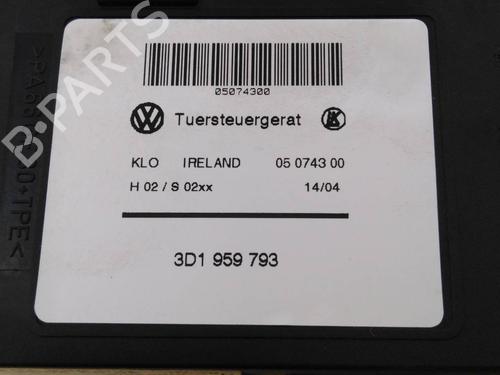 05074300
Tuersteuergerat
KLO IRELAND 05 0743 00
H 02 / S 02xx 14/04
3D1 959 793
B-PARTS